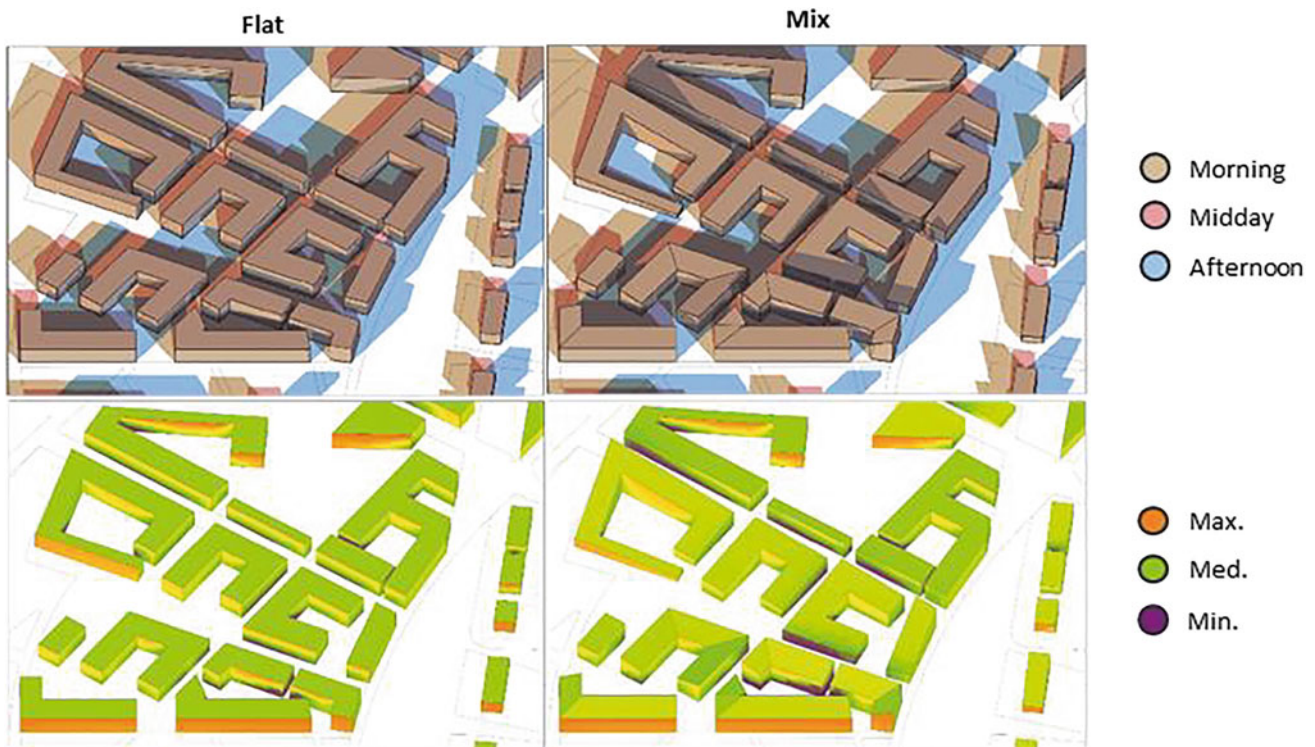 Flat
Mix
Morning
Midday
Afternoon
Max.
Med.
Min.